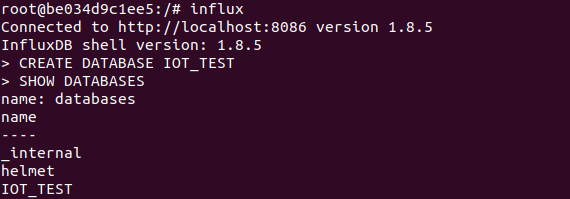 root@be034d9c1ee5:/# influx
Connected to http://localhost:8086 version 1.8.5
InfluxDB shell version: 1.8.5
> CREATE DATABASE IOT_TEST
> SHOW DATABASES
name: databases
name
----
_internal
helmet
IOT_TEST